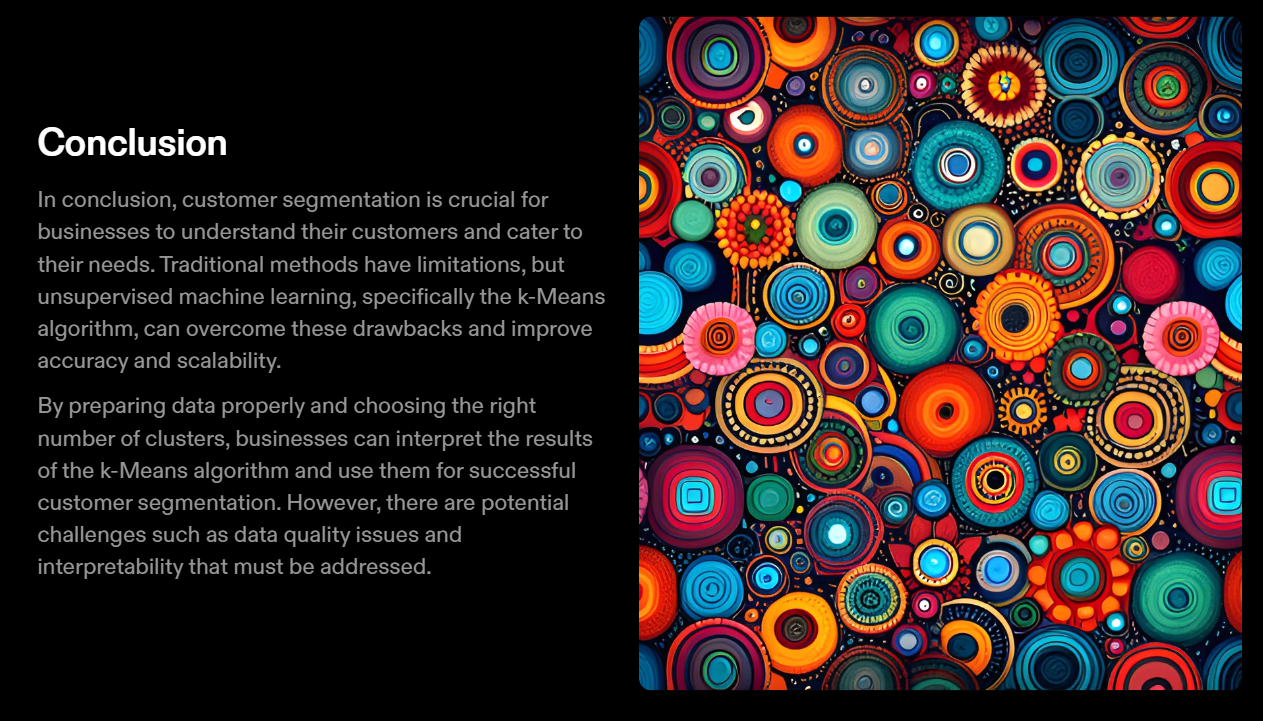 Conclusion
In conclusion, customer segmentation is crucial for
businesses to understand their customers and cater to
their needs. Traditional methods have limitations, but
unsupervised machine learning, specifically the k-Means
algorithm, can overcome these drawbacks and improve
accuracy and scalability.
By preparing data properly and choosing the right
number of clusters, businesses can interpret the results
of the k-Means algorithm and use them for successful
customer segmentation. However, there are potential
challenges such as data quality issues and
interpretability that must be addressed.